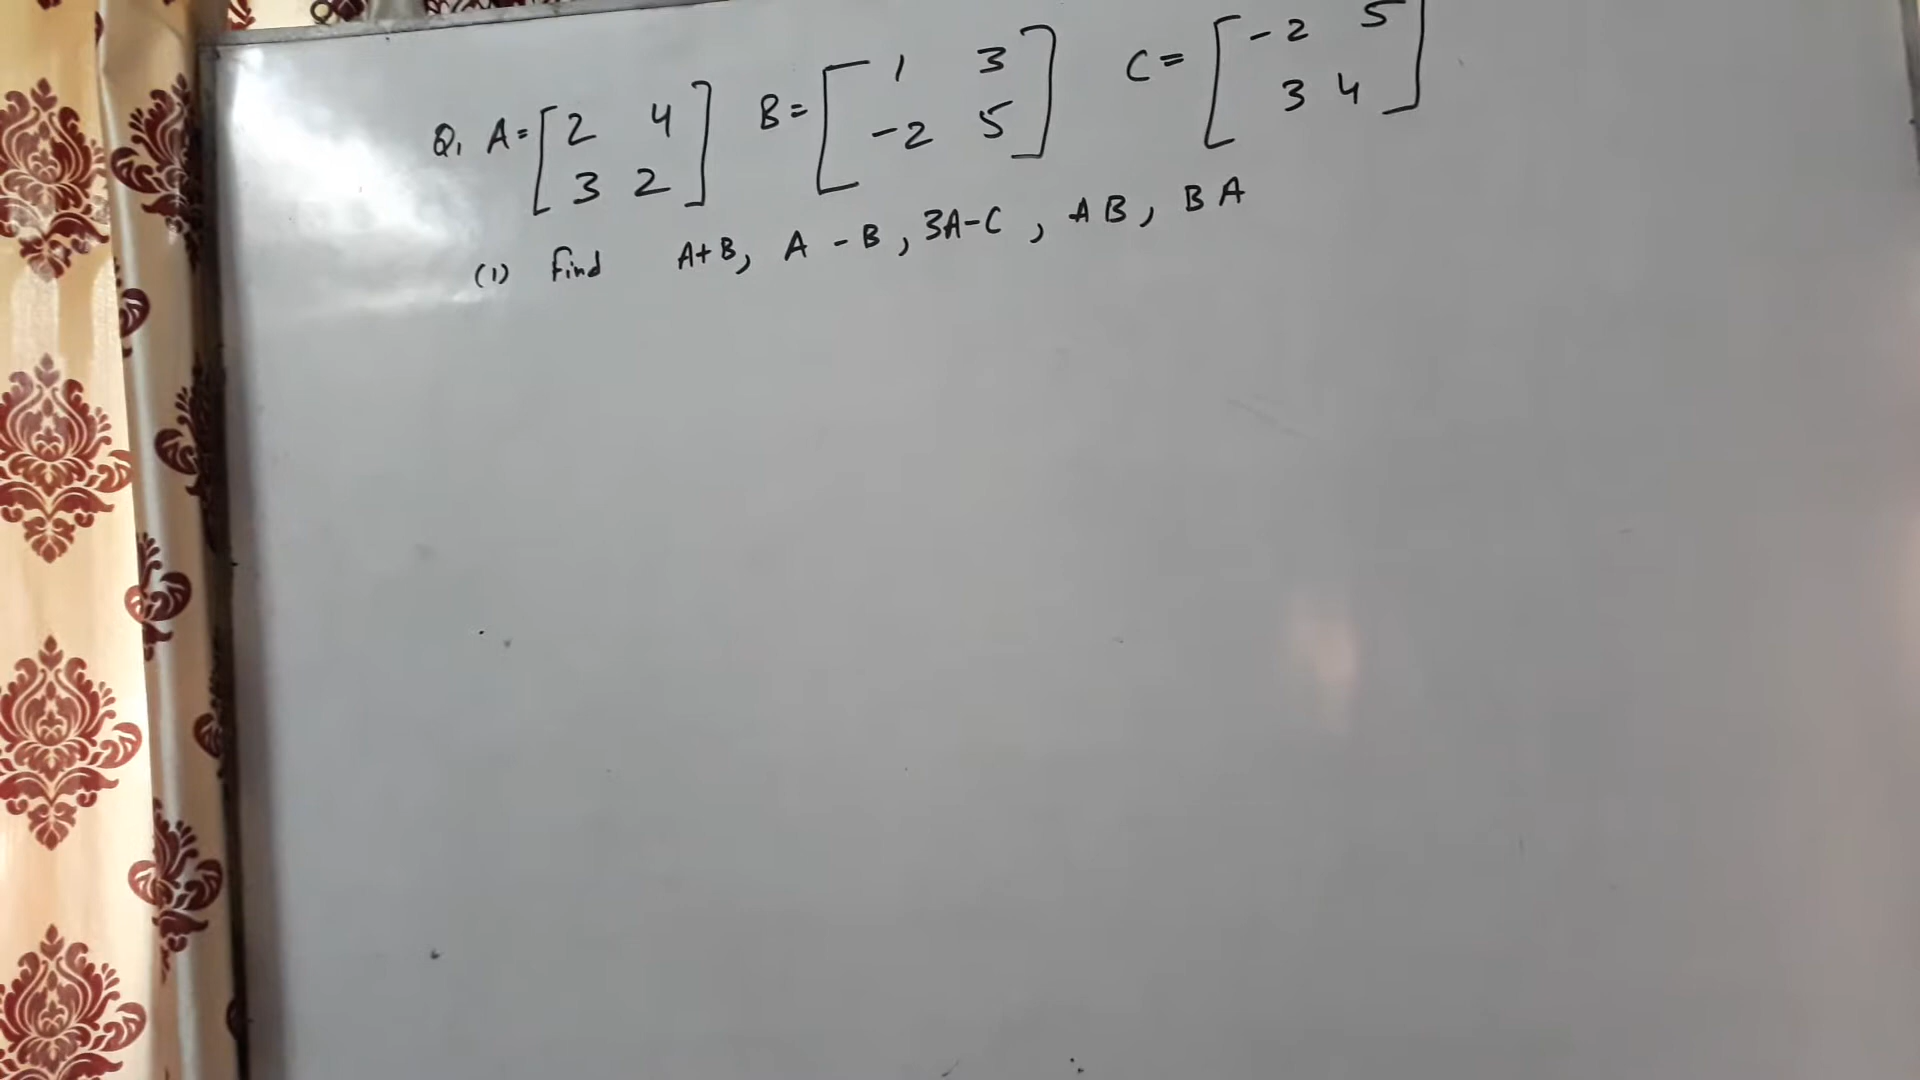 Q. A = [2 4 B = [1 3 C = [-2 5
3 2] -2 5] 3 4]
(1) Find A+B, A-B, 3A-C, AB, BA